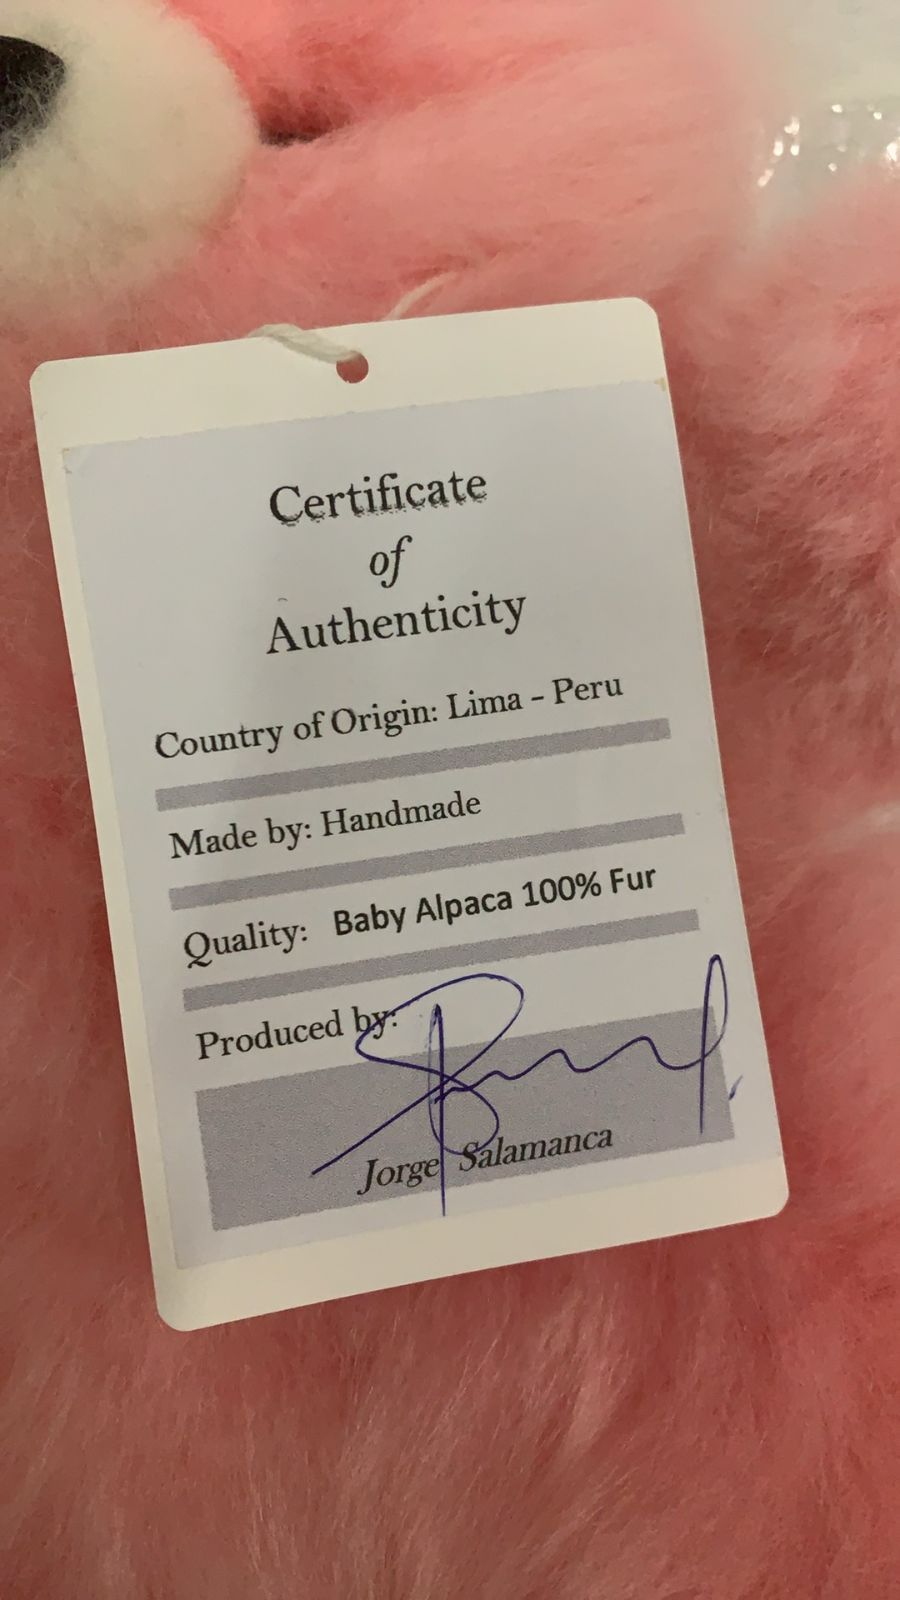 Certificate
of
Authenticity
Country of Origin: Lima - Peru
Made by: Handmade
Quality: Baby Alpaca 100% Fur
Produced by:
Jorge Salamanca